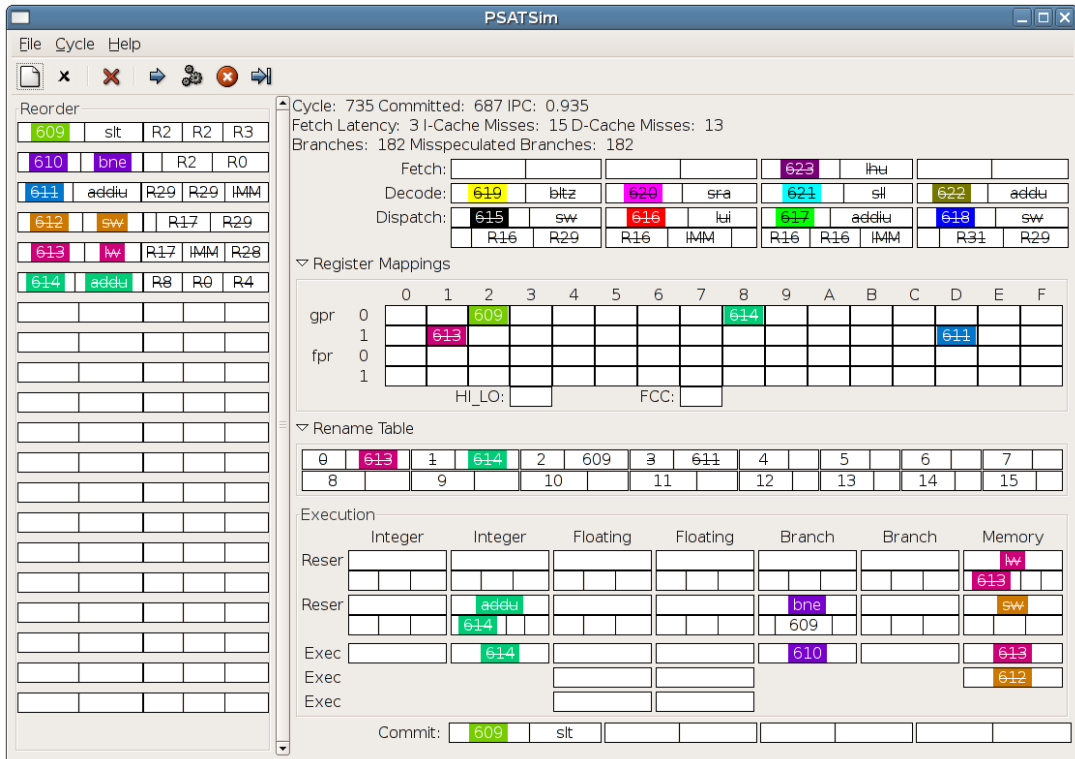 PSATSim
File Cycle Help
Reorder
609 slt R2 R2 R3
610 bne R2 R0
611 addiu R29 R29 IMM
612 sw R17 R29
613 lw R17 IMM R28
614 addu R8 R0 R4
Cycle: 735 Committed: 687 IPC: 0.935
Fetch Latency: 3 I-Cache Misses: 15 D-Cache Misses: 13
Branches: 182 Misspeculated Branches: 182
Fetch: 623 lhu
Decode: 619 bltz 620 sra 621 sll 622 addu
Dispatch: 615 sw 616 lui 617 addiu 618 sw
R16 R29 R16 IMM R16 R16 IMM R31 R29
Register Mappings
0 1 2 3 4 5 6 7 8 9 A B C D E F
gpr 0 609 614
1 613 611
fpr 0
1
HI_LO: FCC:
Rename Table
0 613 1 614 2 609 3 611 4 5 6 7
8 9 10 11 12 13 14 15
Execution
Integer Integer Floating Floating Branch Branch Memory
Reser lw
613
Reser addu bne sw
614 609
Exec 614 610 613
Exec 612
Exec
Commit: 609 slt